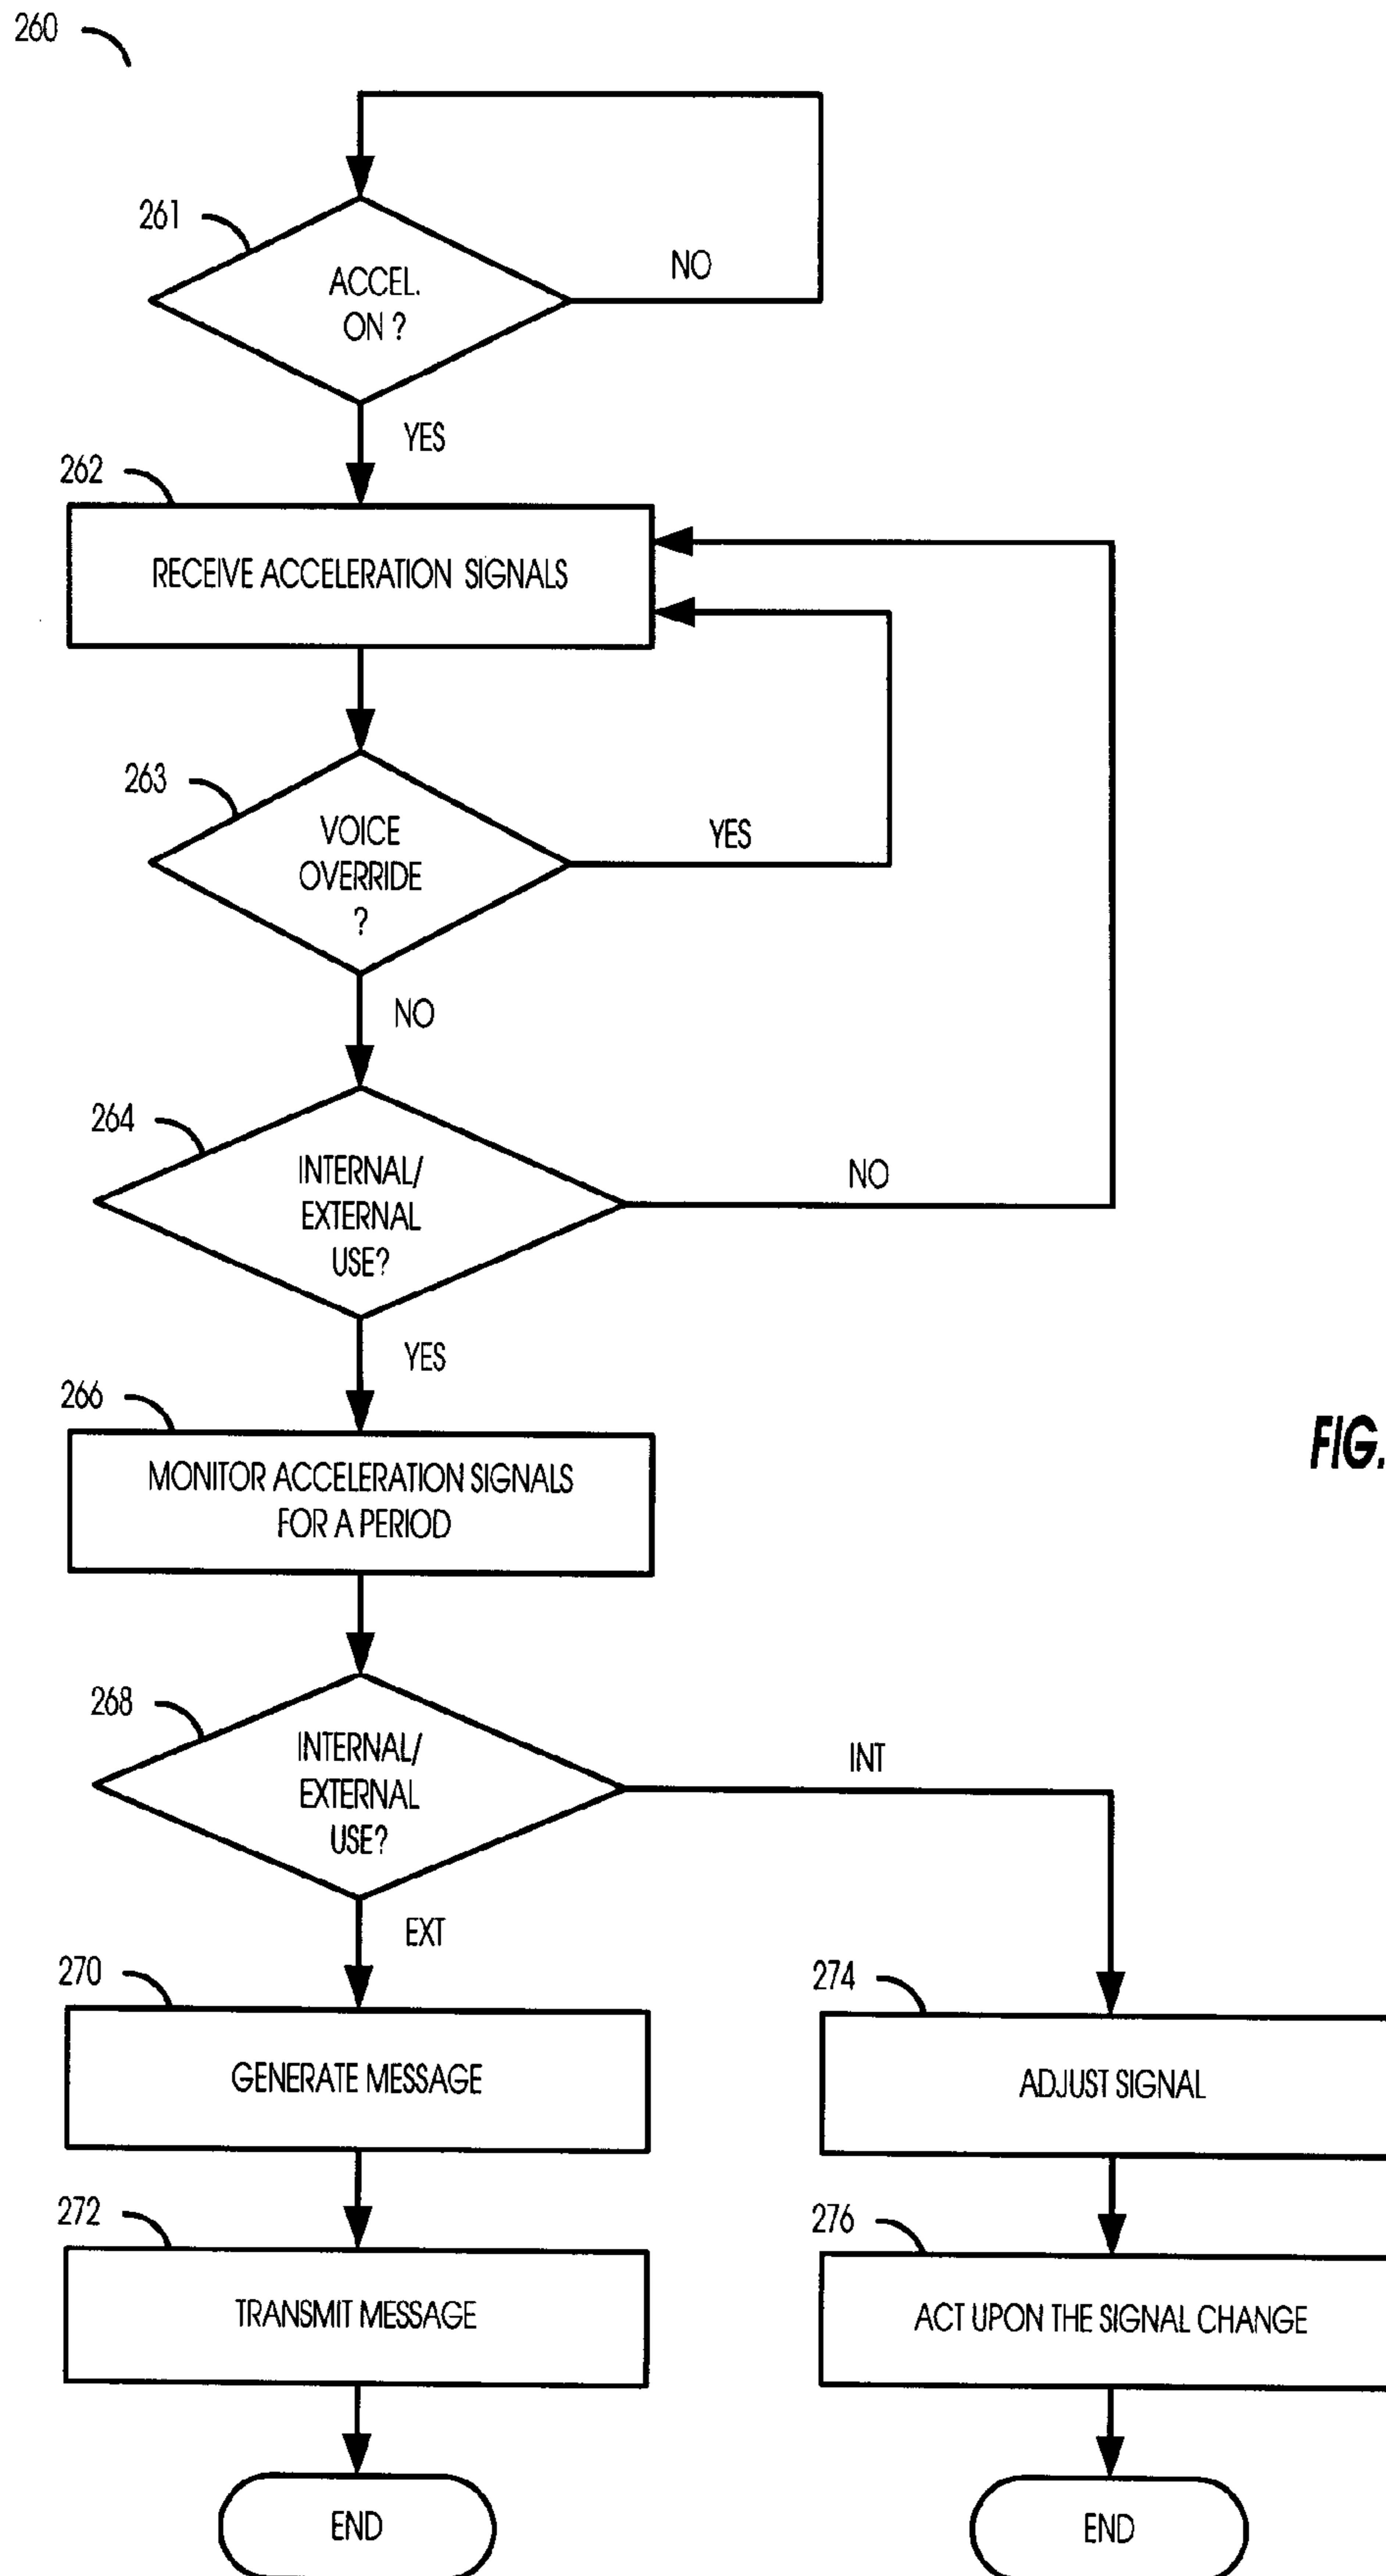 260
261
ACCEL.
ON ?
NO
YES
262
RECEIVE ACCELERATION SIGNALS
263
VOICE
OVERRIDE
?
YES
NO
264
INTERNAL/
EXTERNAL
USE?
NO
YES
266
MONITOR ACCELERATION SIGNALS
FOR A PERIOD
FIG.
268
INTERNAL/
EXTERNAL
USE?
INT
EXT
270
GENERATE MESSAGE
274
ADJUST SIGNAL
272
TRANSMIT MESSAGE
276
ACT UPON THE SIGNAL CHANGE
END
END